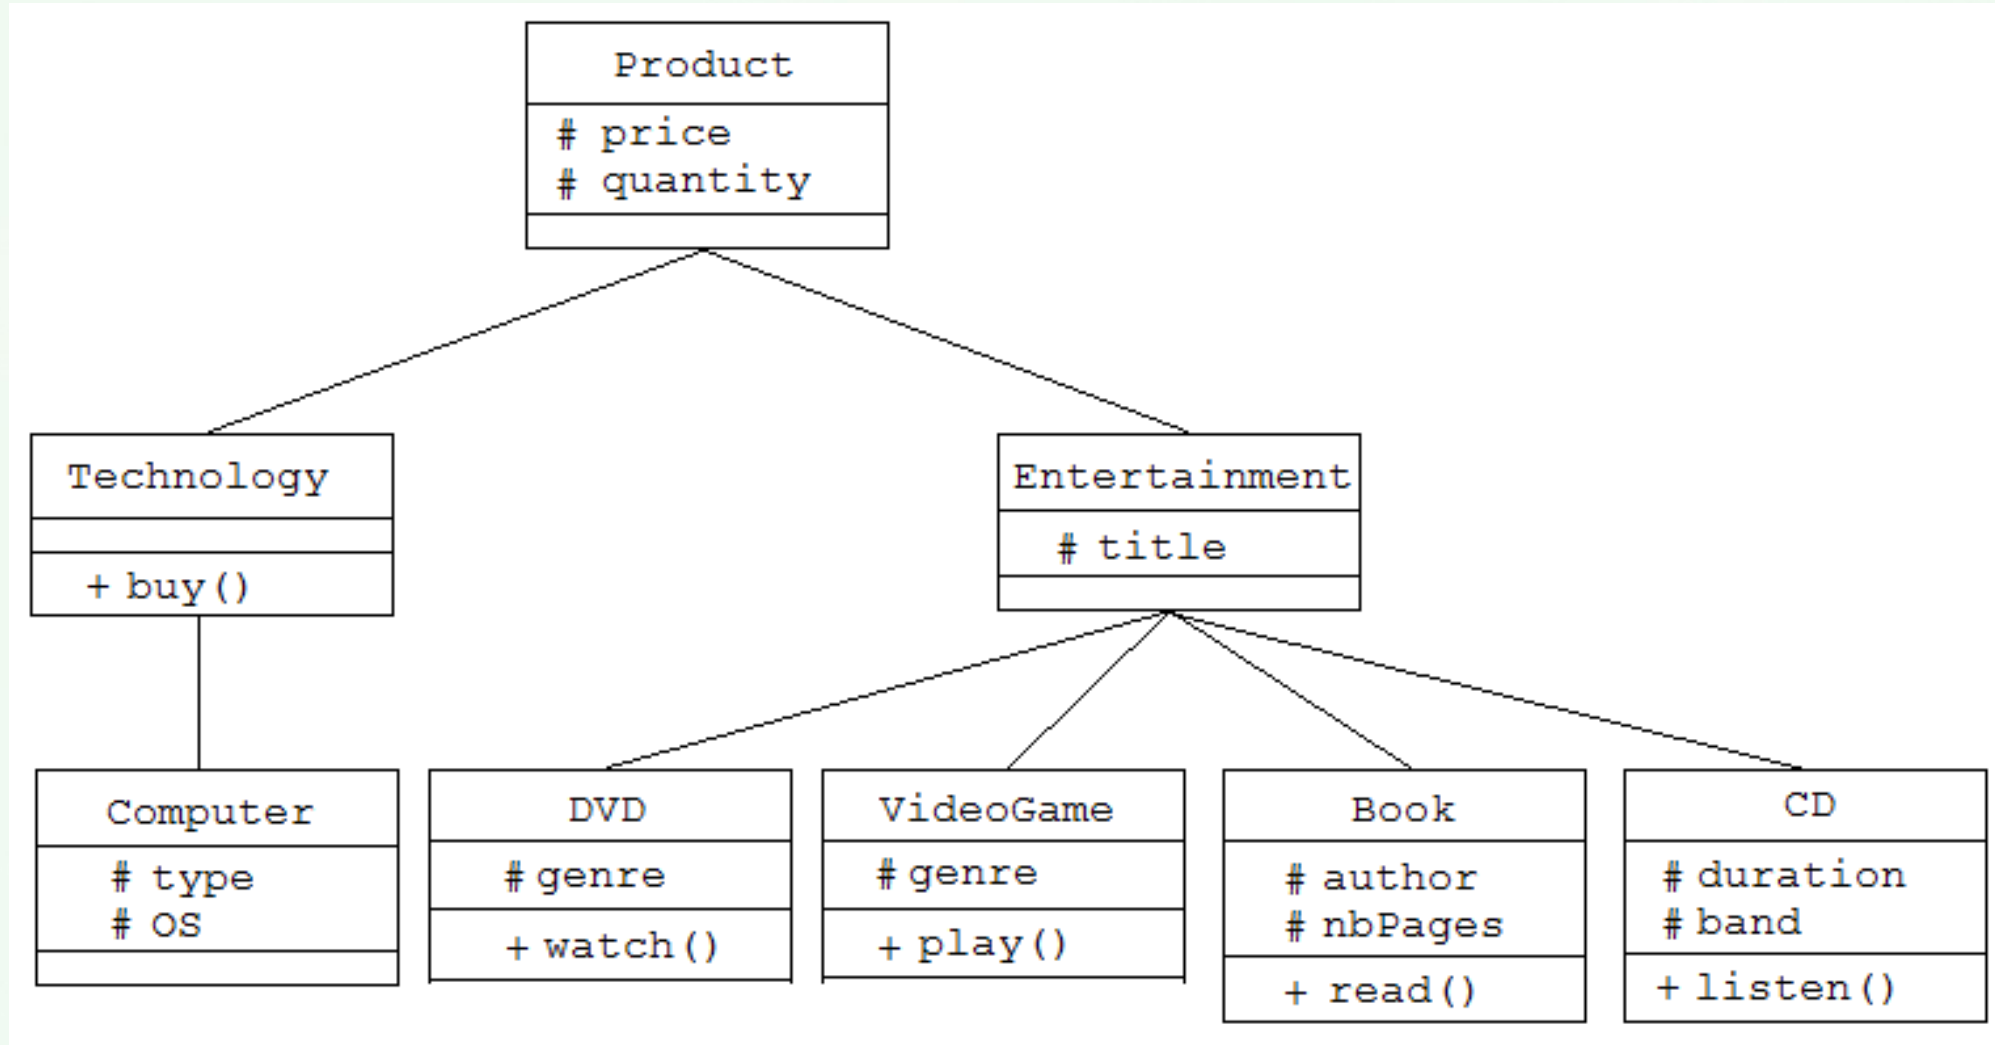 Product
# price
# quantity
Technology
+ buy()
Entertainment
# title
Computer
# type
# OS
DVD
# genre
+ watch()
VideoGame
# genre
+ play()
Book
# author
# nbPages
+ read()
CD
# duration
# band
+ listen()